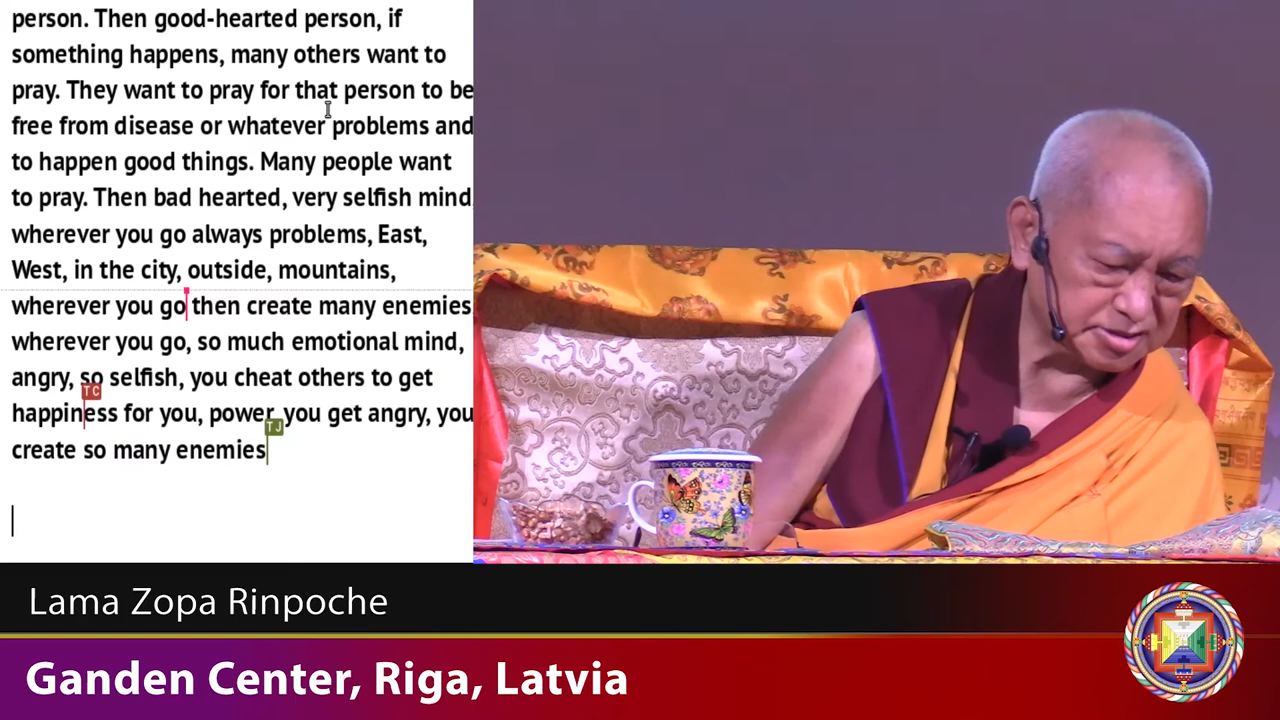 person. Then good-hearted person, if
something happens, many others want to
pray. They want to pray for that person to be
free from disease or whatever problems and
to happen good things. Many people want
to pray. Then bad hearted, very selfish mind
wherever you go always problems, East,
West, in the city, outside, mountains,
wherever you go then create many enemies
wherever you go, so much emotional mind,
angry, so selfish, you cheat others to get
TC
happiness for you, power you get angry, you
TJ
create so many enemies
Lama Zopa Rinpoche
Ganden Center, Riga, Latvia